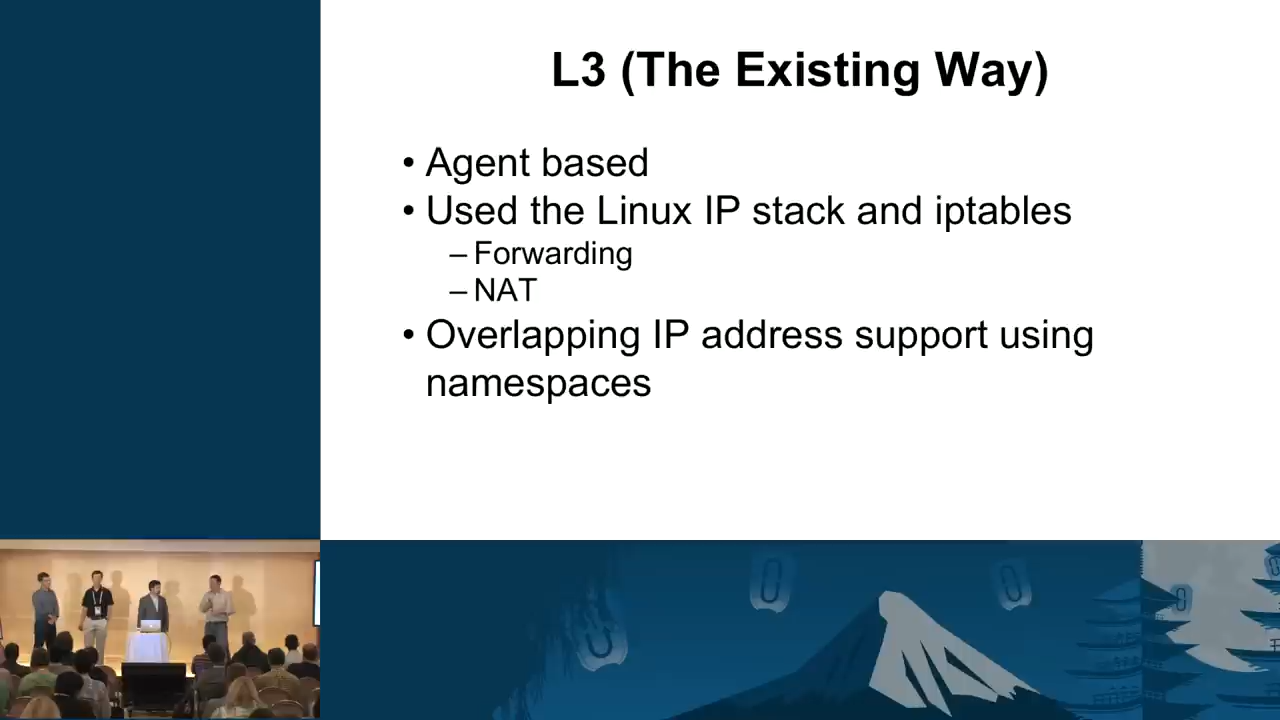 L3 (The Existing Way)
• Agent based
• Used the Linux IP stack and iptables
– Forwarding
– NAT
• Overlapping IP address support using
namespaces